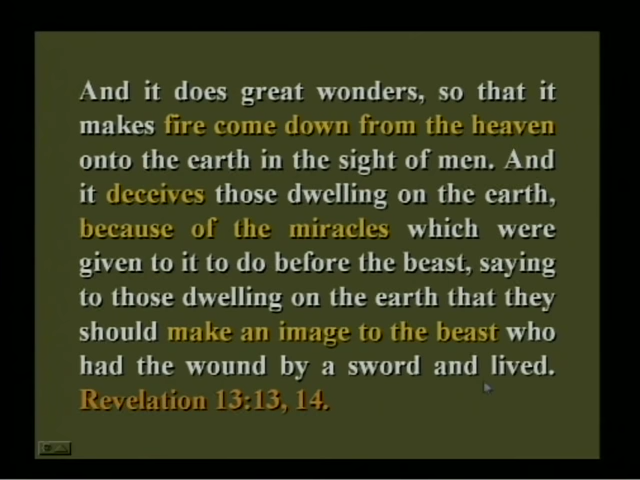 And it does great wonders, so that it
makes fire come down from the heaven
onto the earth in the sight of men. And
it deceives those dwelling on the earth,
because of the miracles which were
given to it to do before the beast, saying
to those dwelling on the earth that they
should make an image to the beast who
had the wound by a sword and lived.
Revelation 13:13, 14.